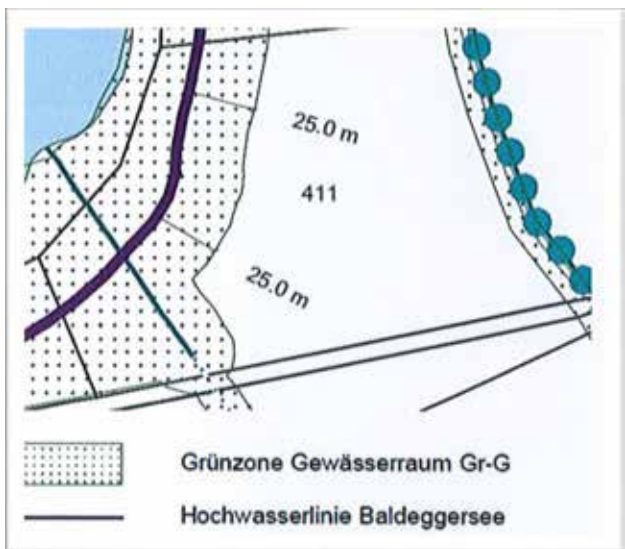 25.0 m
411
25.0 m
Grünzone Gewässerraum Gr-G
Hochwasserlinie Baldeggersee